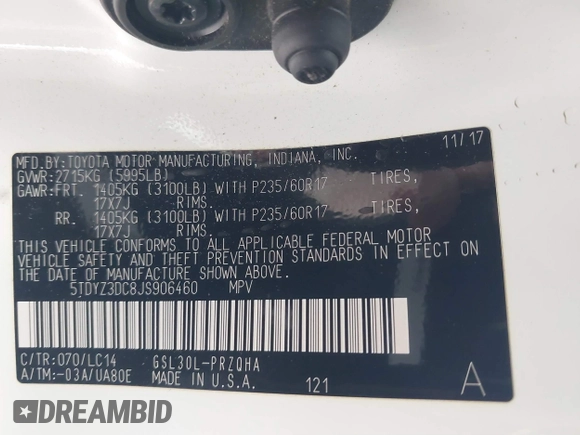 MFD.BY:TOYOTA MOTOR MANUFACTURING, INDIANA, INC. 11/17
GVWR:2715KG (5995LB)
GAWR:FRT. 1405KG (3100LB) WITH P235/60R17 TIRES,
17X7J RIMS.
RR. 1405KG (3100LB) WITH P235/60R17 TIRES,
17X7J RIMS.
THIS VEHICLE CONFORMS TO ALL APPLICABLE FEDERAL MOTOR
VEHICLE SAFETY AND THEFT PREVENTION STANDARDS IN EFFECT ON
THE DATE OF MANUFACTURE SHOWN ABOVE.
5TDYZ3DC8JS906460 MPV
C/TR:070/LC14 GSL30L-PRZQHA
A/TM:-03A/UA80E MADE IN U.S.A. 121 A
© COPYRIGHT BIDHISTORY